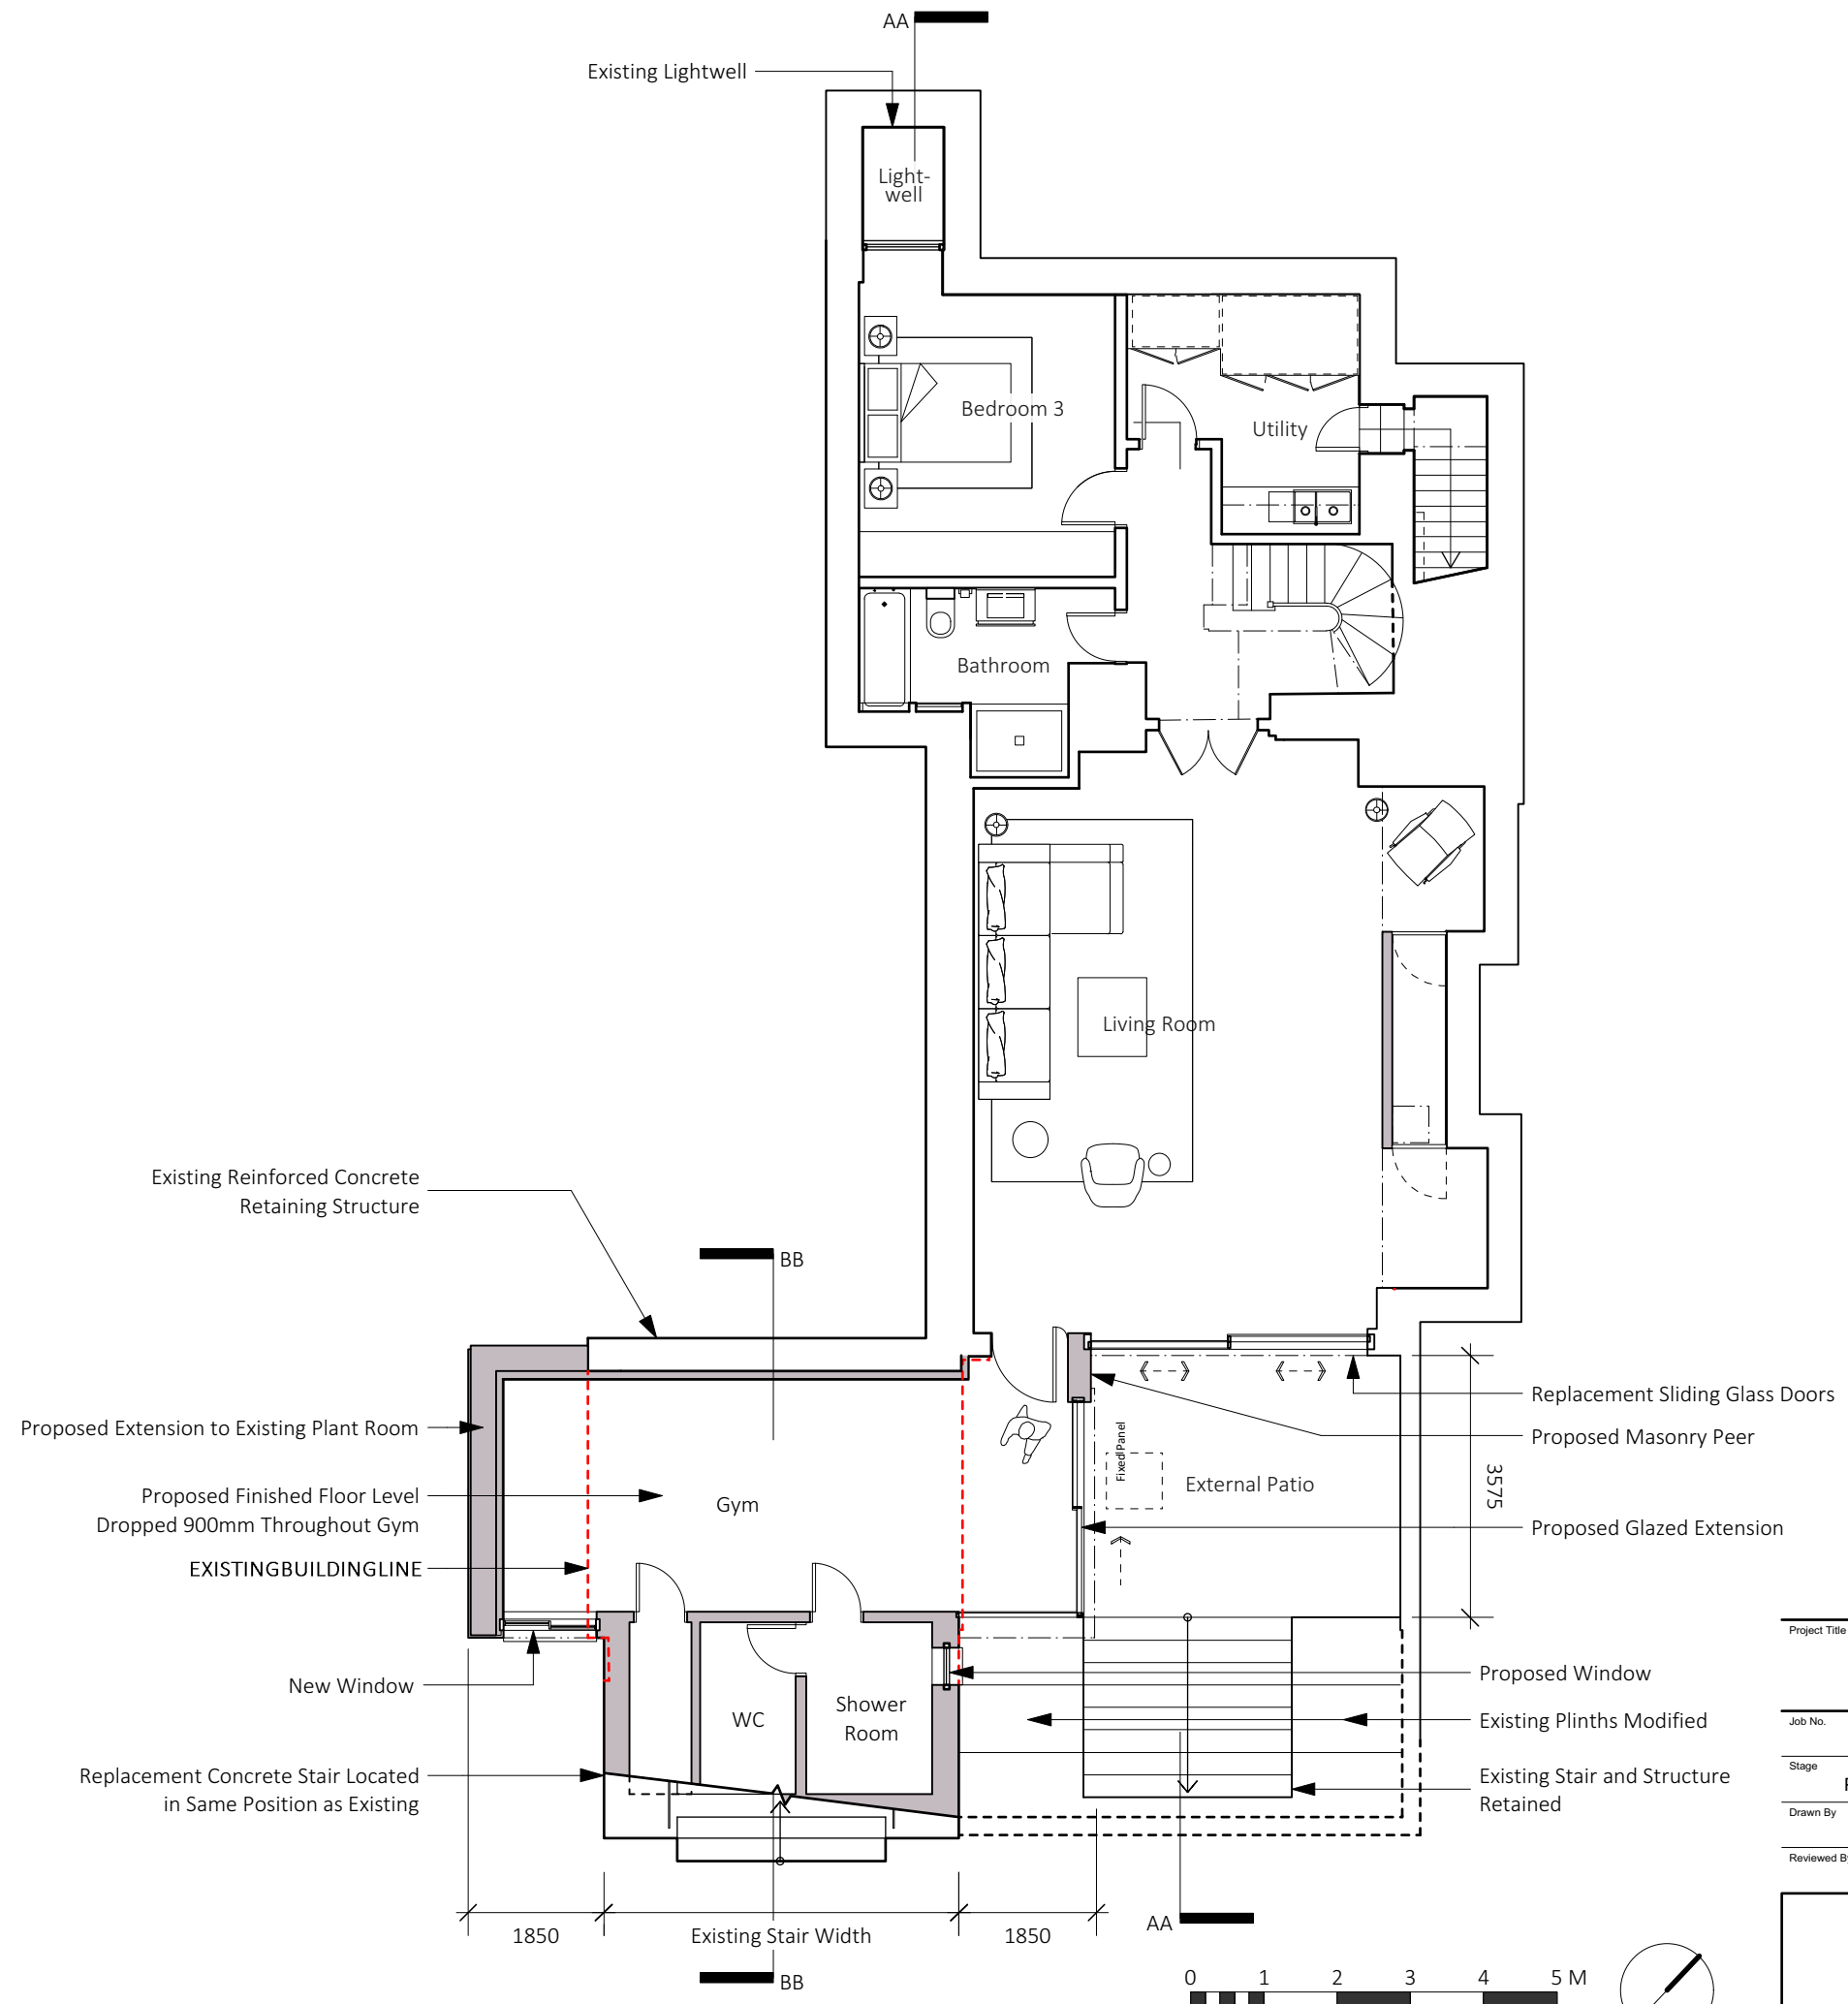 AA
Existing Lightwell
Light-
well
Bedroom 3
Utility
Bathroom
Living Room
Existing Reinforced Concrete
Retaining Structure
BB
Replacement Sliding Glass Doors
Proposed Extension to Existing Plant Room
Proposed Masonry Peer
Fixed Panel
External Patio
3575
Proposed Finished Floor Level
Dropped 900mm Throughout Gym
Gym
Proposed Glazed Extension
EXISTINGBUILDINGLINE
Project Title
New Window
Proposed Window
WC
Shower
Room
Existing Plinths Modified
Job No.
Replacement Concrete Stair Located
in Same Position as Existing
Existing Stair and Structure
Retained
Stage
Drawn By
Reviewed B
1850
Existing Stair Width
1850
AA
BB
0 1 2 3 4 5 M